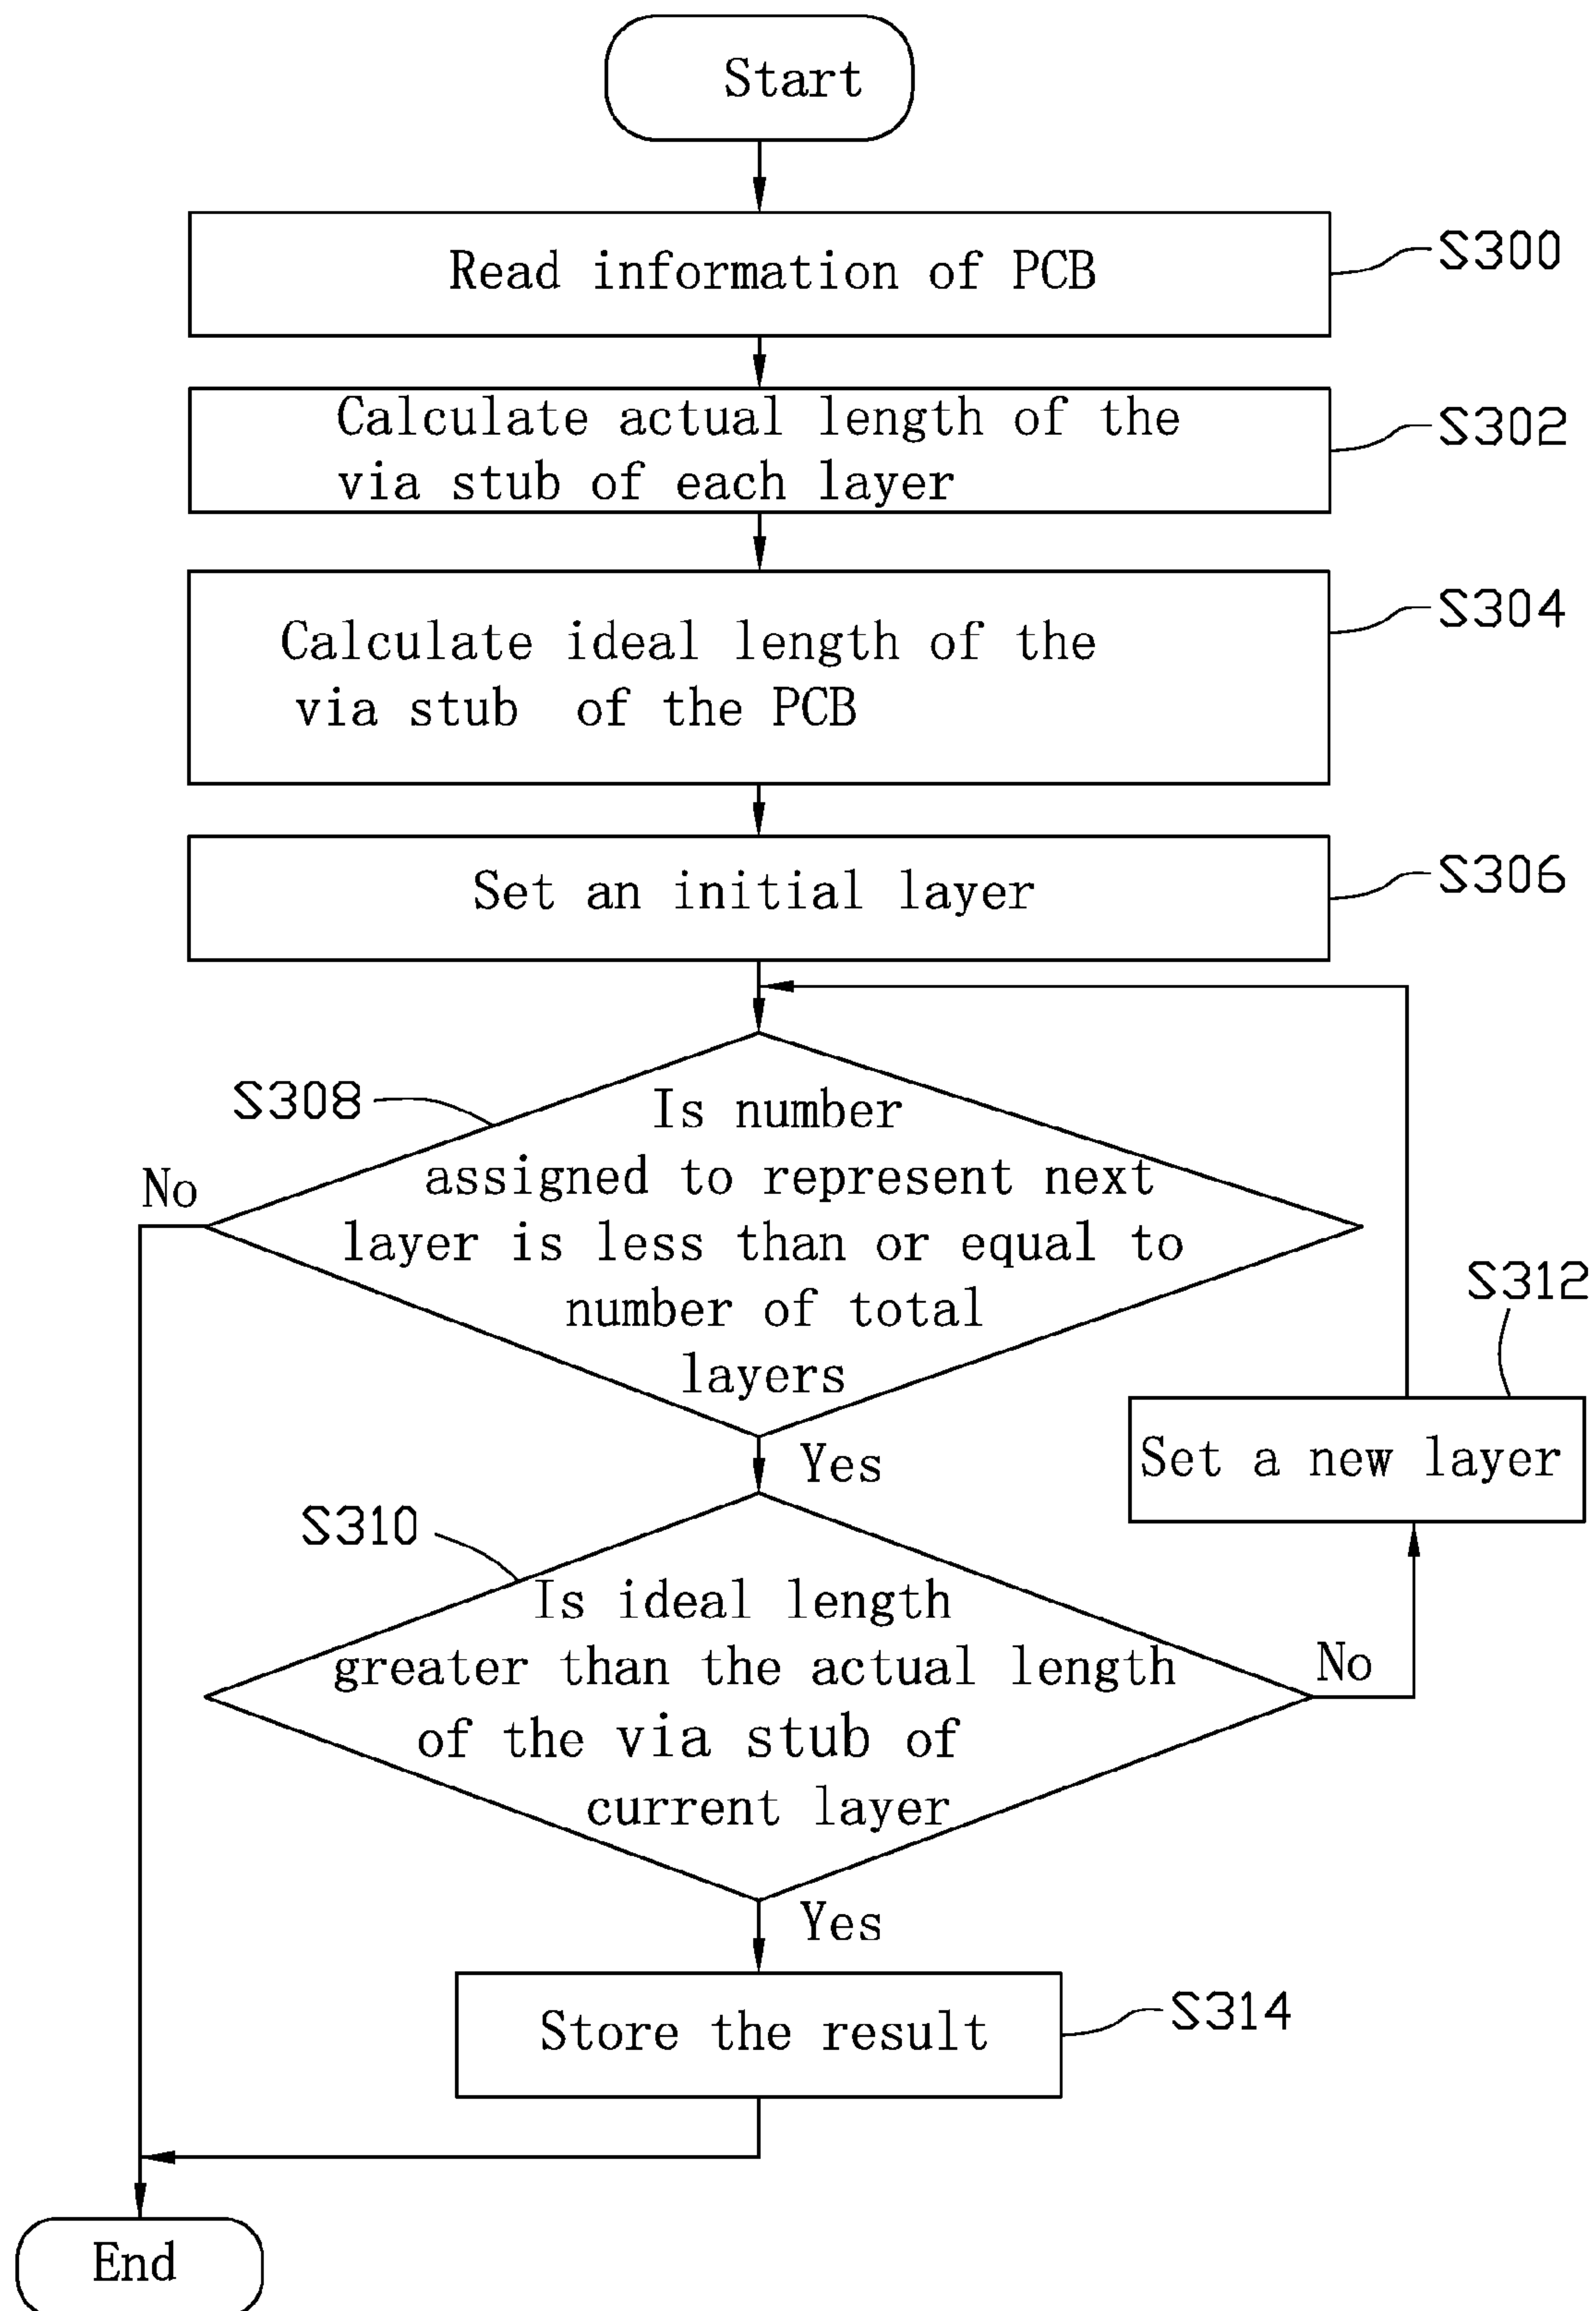 Start
Read information of PCB
S300
Calculate actual length of the
via stub of each layer
S302
Calculate ideal length of the
via stub of the PCB
S304
Set an initial layer
S306
S308
Is number
assigned to represent next
layer is less than or equal to
number of total
layers
No
Yes
S312
Set a new layer
S310
Is ideal length
greater than the actual length
of the via stub of
current layer
No
Yes
Store the result
S314
End